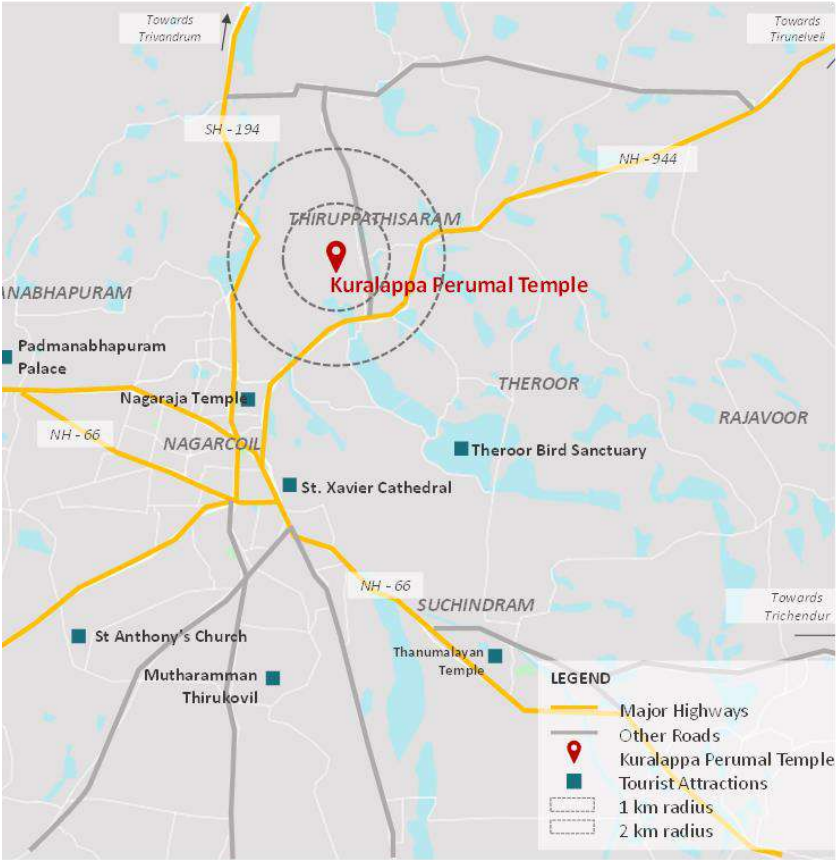 Towards
Trivandrum
Towards
Tirunelveli
SH - 194
NH - 944
THIRUPPATHISARAM
Kuralappa Perumal Temple
ANABHAPURAM
Padmanabhapuram
Palace
THEROOR
Nagaraja Temple
RAJAVOOR
NH - 66
NAGARCOIL
Theroor Bird Sanctuary
St. Xavier Cathedral
NH - 66
SUCHINDRAM
Towards
Trichendur
St Anthony's Church
Thanumalayan
Temple
Mutharamman
Thirukovil
LEGEND
Major Highways
Other Roads
Kuralappa Perumal Temple
Tourist Attractions
1 km radius
2 km radius